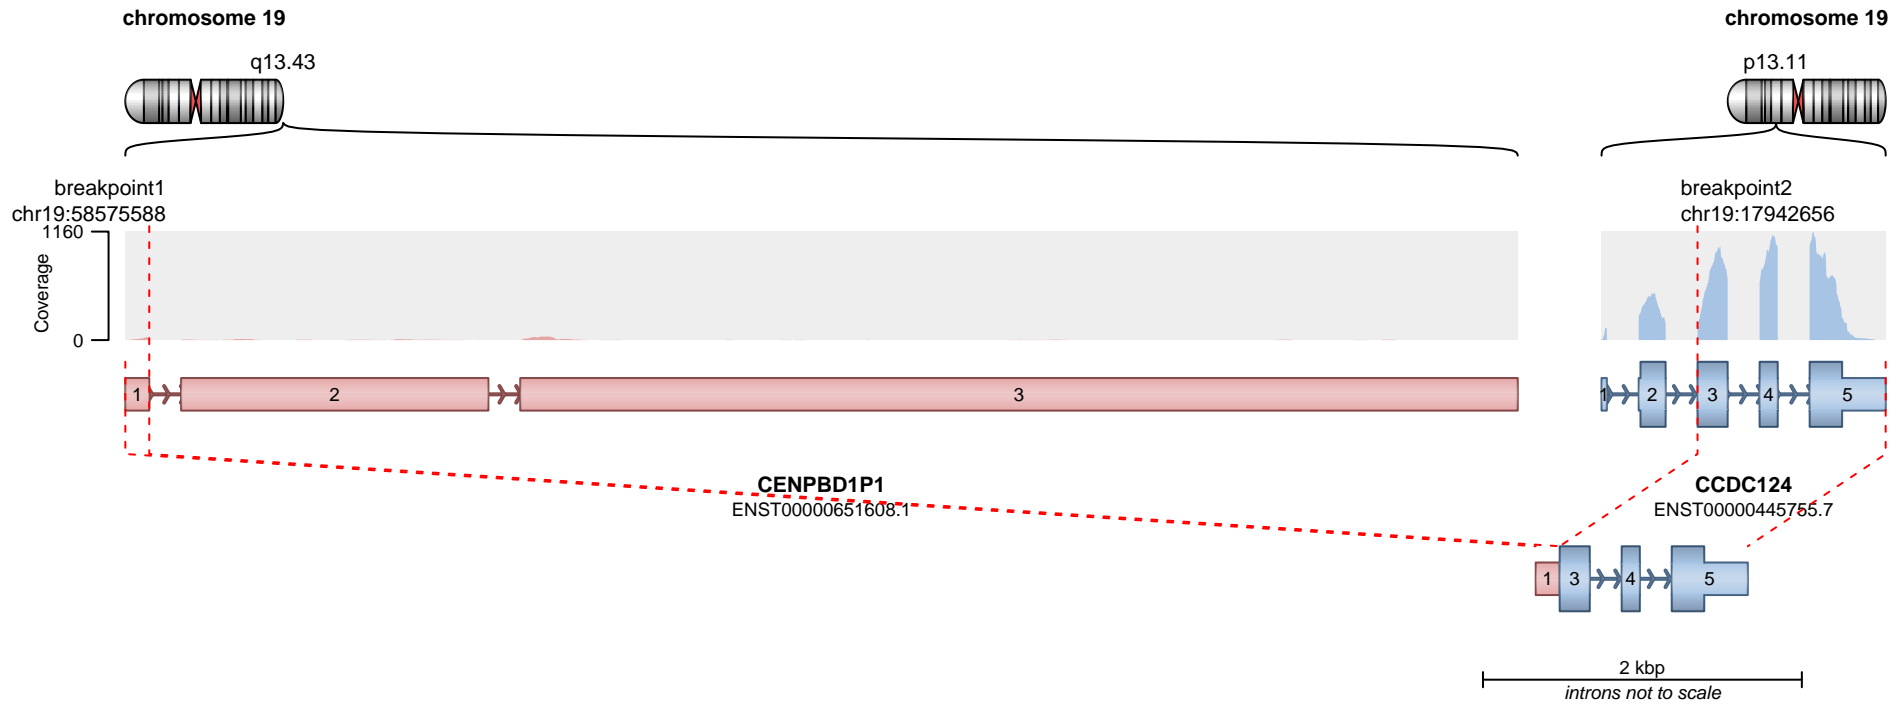 chromosome 19
chromosome 19
q13.43
p13.11
breakpoint1
chr19:58575588
breakpoint2
chr19:17942656
1160
Coverage
0
1
2
3
1
2
3
4
5
CENPBD1P1
ENST00000651608.1
CCDC124
ENST00000445755.7
1
3
4
5
2 kbp
introns not to scale